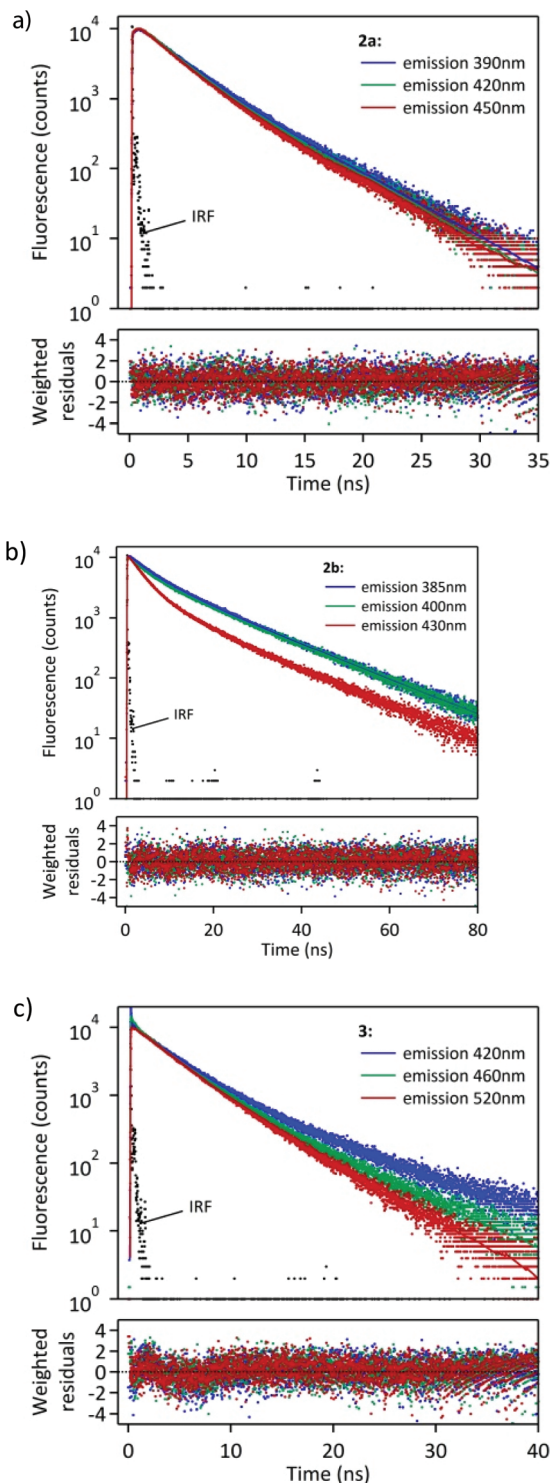 a)
2a:
emission 390nm
emission 420nm
emission 450nm
IRF
Fluorescence (counts)
10^4
10^3
10^2
10^1
10^0
Weighted residuals
4
2
0
-2
-4
0 5 10 15 20 25 30 35
Time (ns)
b)
2b:
emission 385nm
emission 400nm
emission 430nm
IRF
Fluorescence (counts)
10^4
10^3
10^2
10^1
10^0
Weighted residuals
4
2
0
-2
-4
0 20 40 60 80
Time (ns)
c)
3:
emission 420nm
emission 460nm
emission 520nm
IRF
Fluorescence (counts)
10^4
10^3
10^2
10^1
10^0
Weighted residuals
4
2
0
-2
-4
0 10 20 30 40
Time (ns)